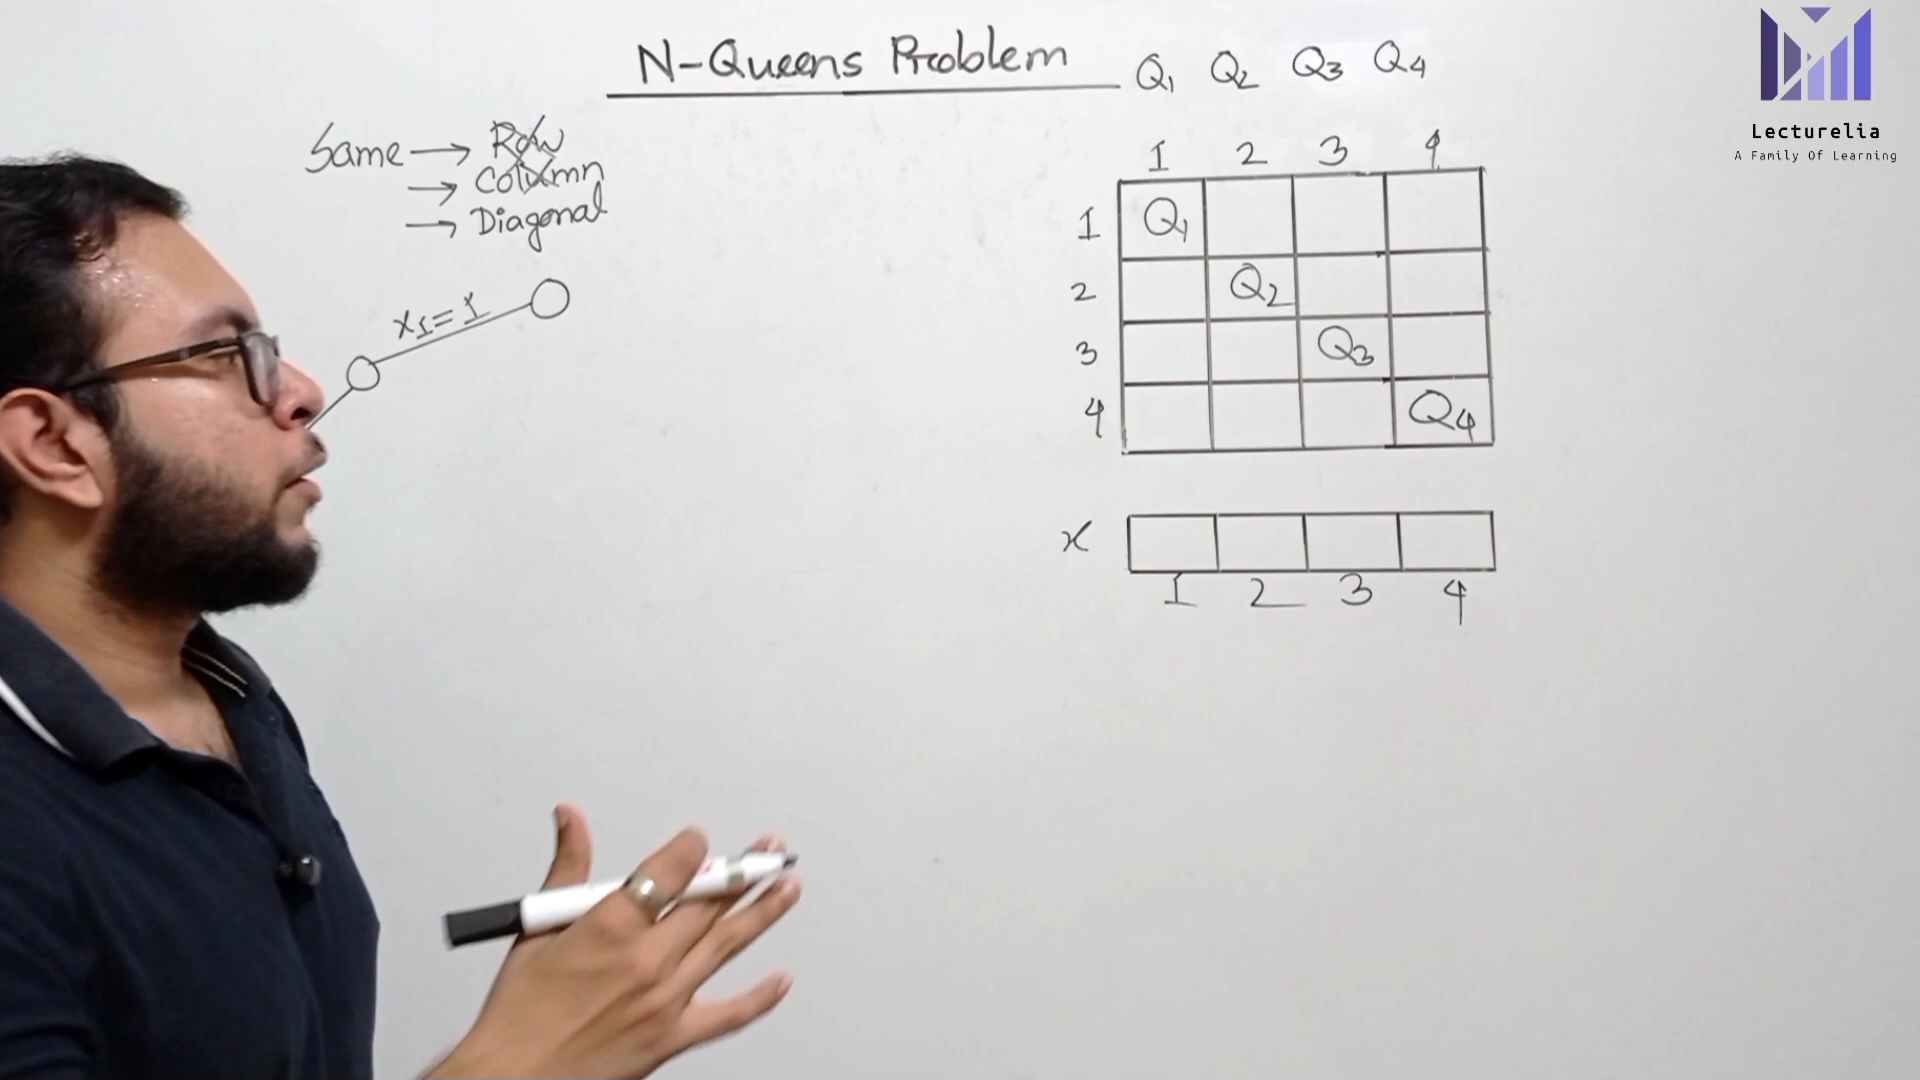 N-Queens Problem Q1 Q2 Q3 Q4
Lecturelia
A Family Of Learning
Same → Row
→ Column
→ Diagonal
x1=1
1 2 3 4
1 Q1
2 Q2
3 Q3
4 Q4
x
1 2 3 4